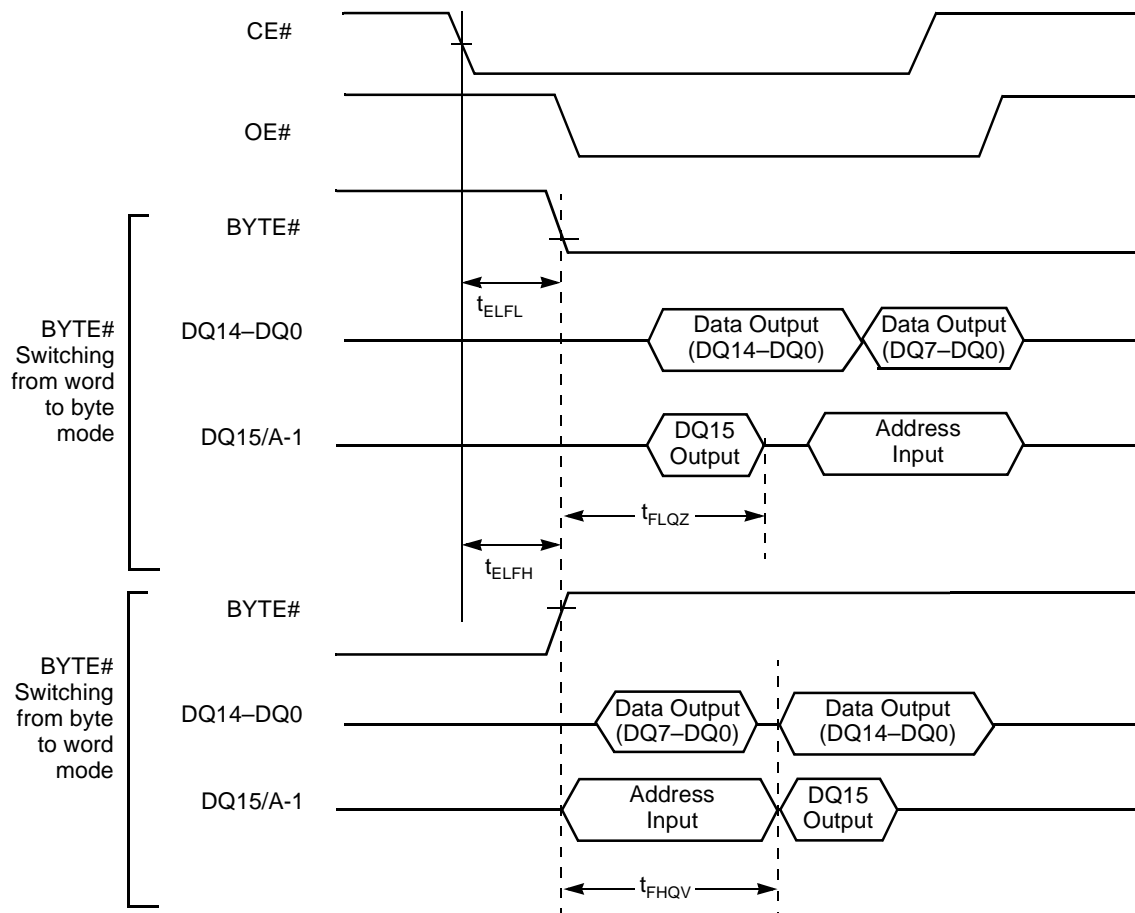 CE#
OE#
BYTE#
Switching
from word
to byte
mode
BYTE#
tELFL
DQ14–DQ0
Data Output
(DQ14–DQ0)
Data Output
(DQ7–DQ0)
DQ15/A-1
DQ15
Output
Address
Input
tFLQZ
tELFH
BYTE#
Switching
from byte
to word
mode
BYTE#
DQ14–DQ0
Data Output
(DQ7–DQ0)
Data Output
(DQ14–DQ0)
DQ15/A-1
Address
Input
DQ15
Output
tFHQV